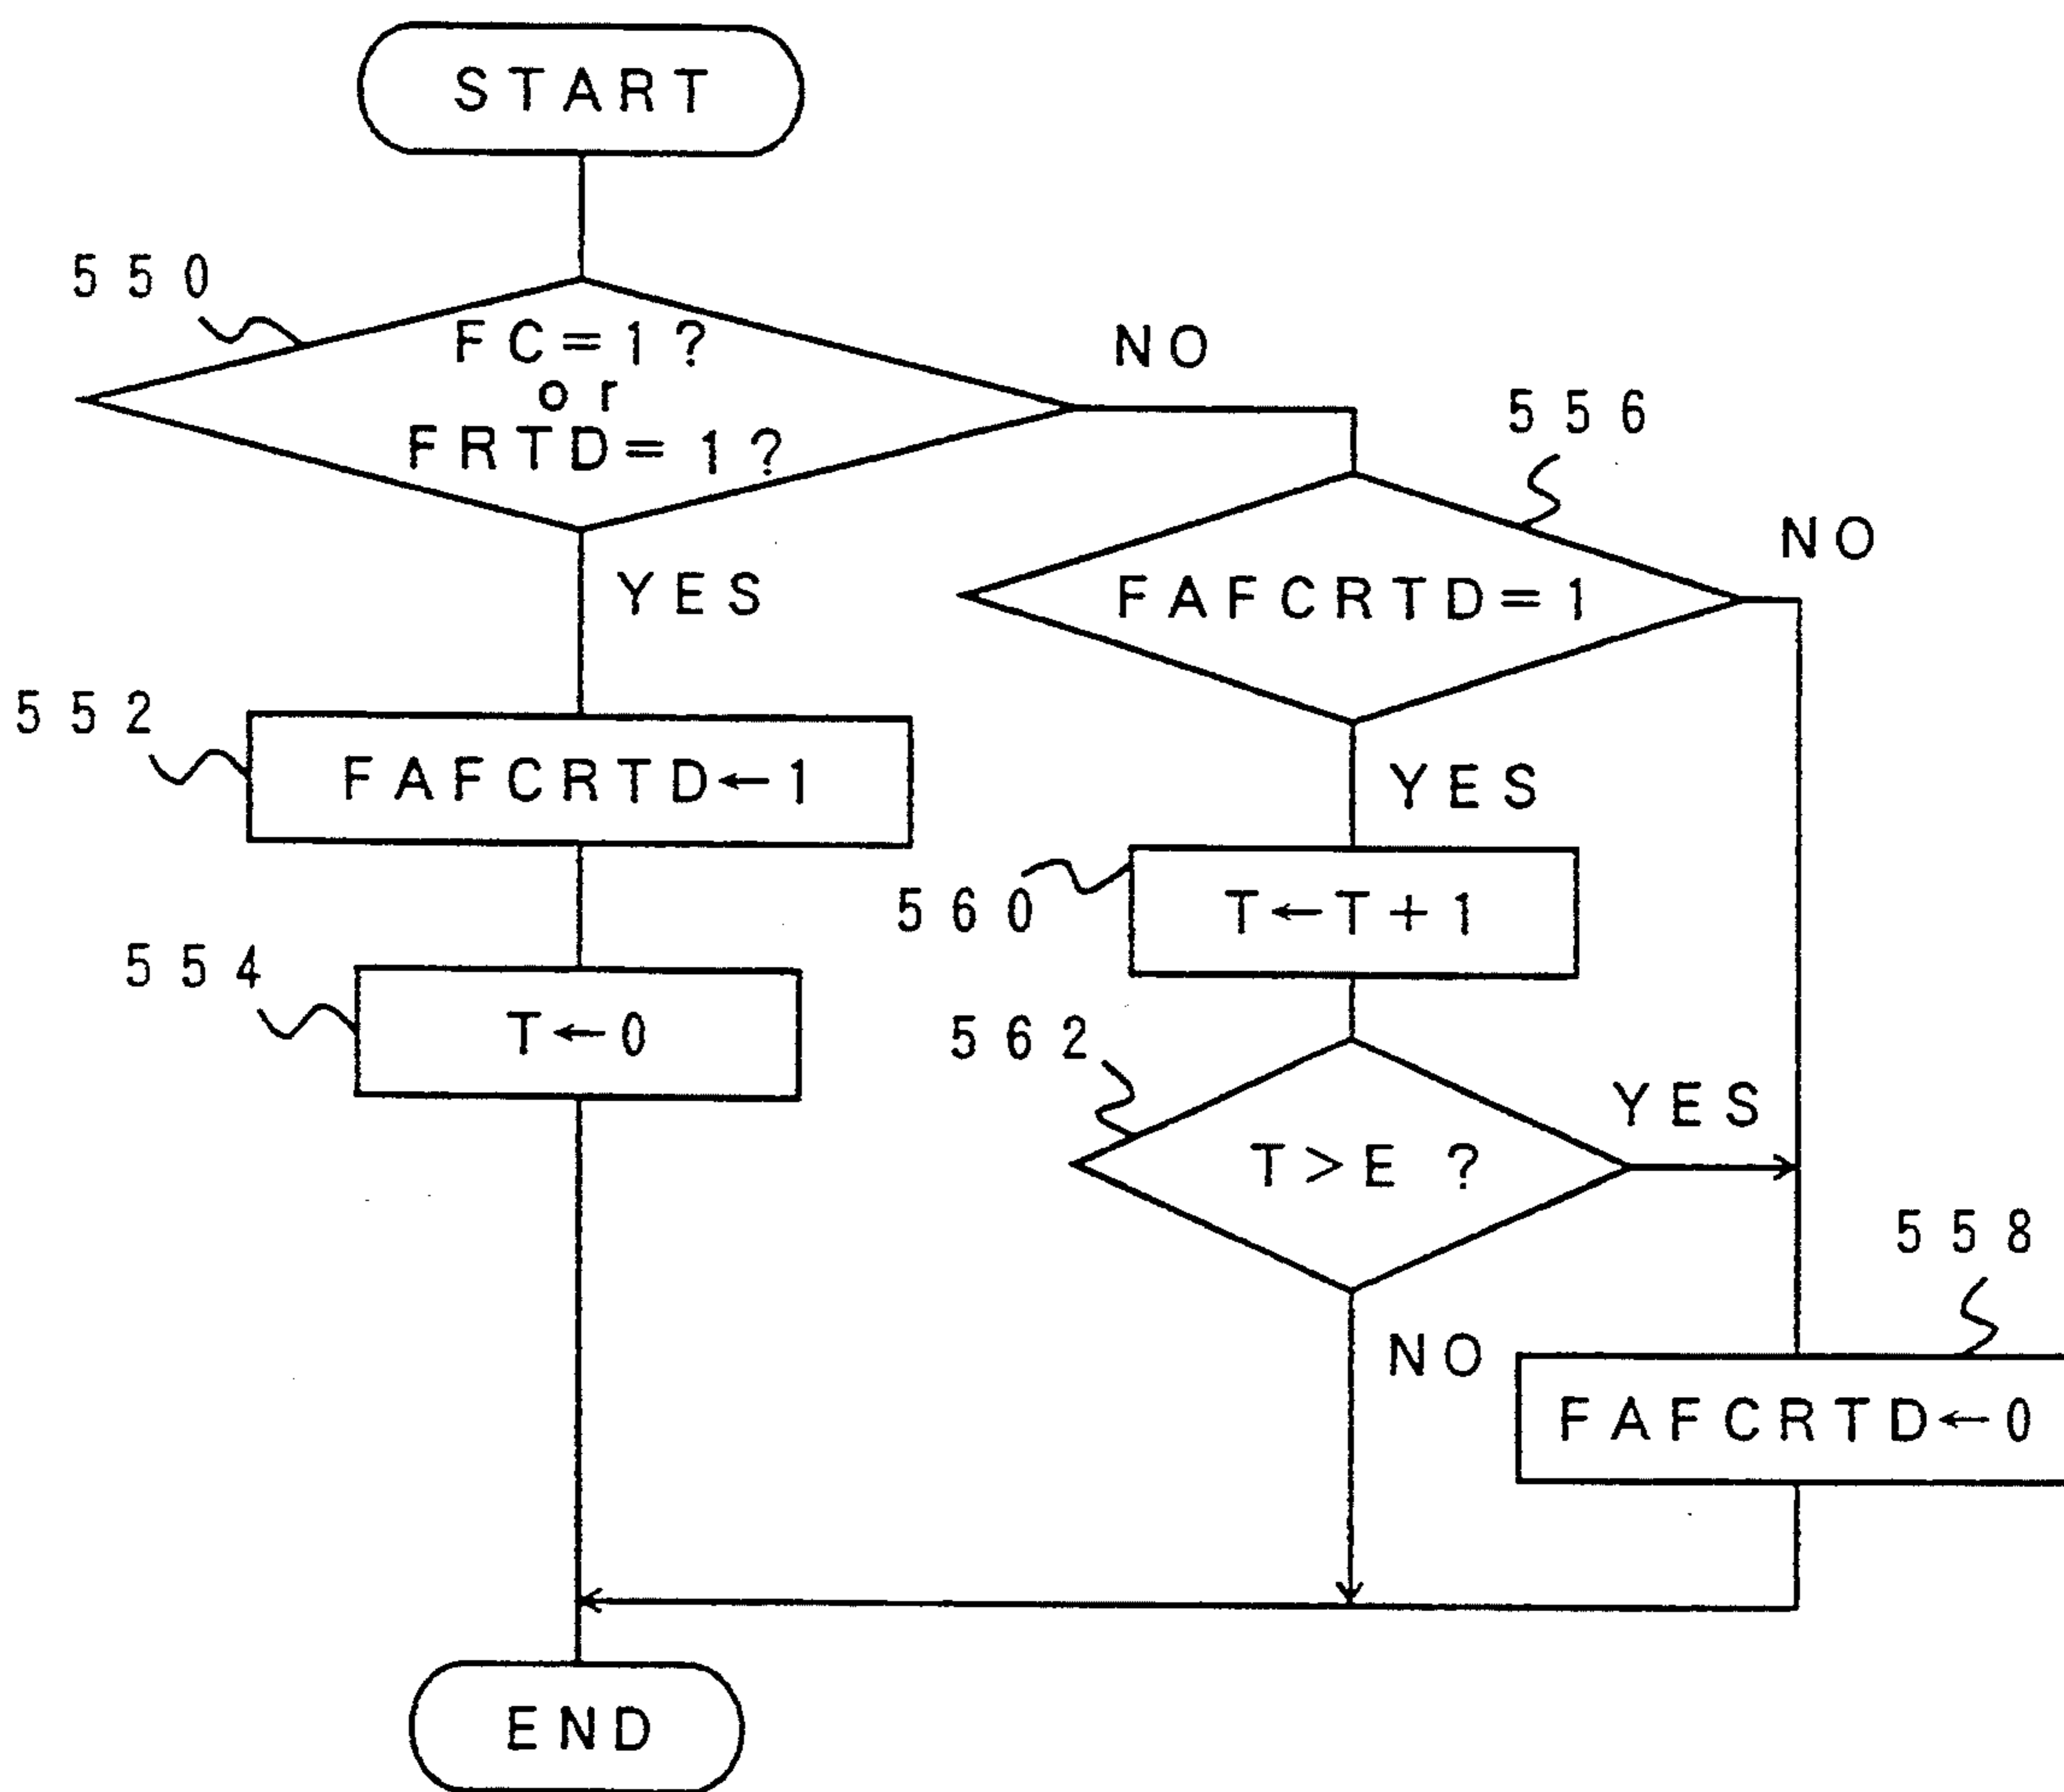 START
550
FC=1?
or
FRTD=1?
NO
556
FAFCRTD=1
NO
YES
552
FAFCRTD←1
YES
560
T←T+1
554
T←0
562
T>E ?
YES
558
NO
FAFCRTD←0
END